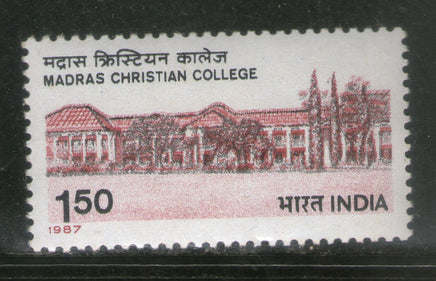 मद्रास क्रिस्टियन कालेज
MADRAS CHRISTIAN COLLEGE
150
भारत INDIA
1987